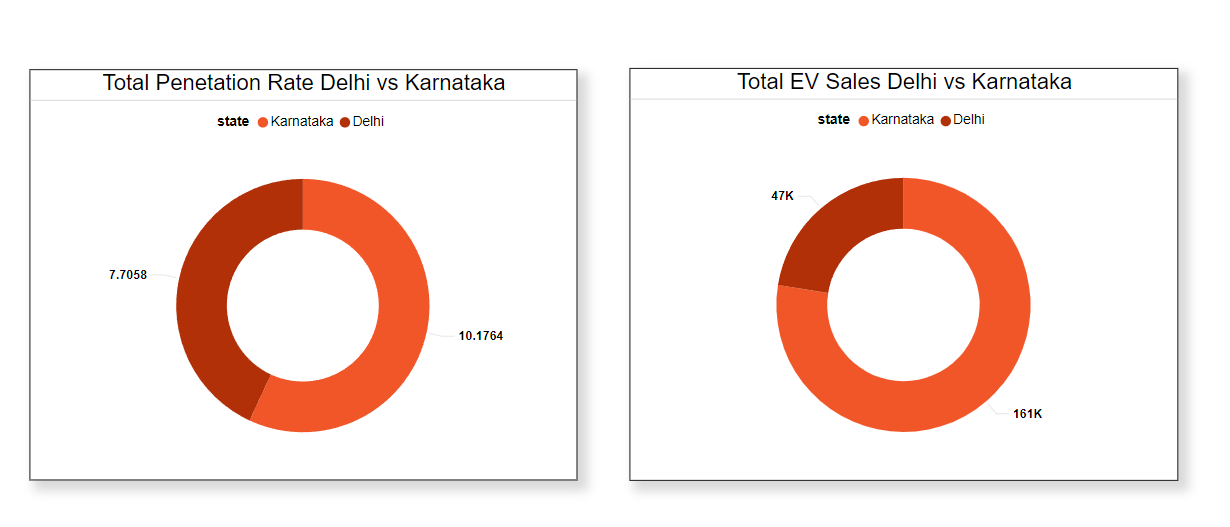 Total Penetation Rate Delhi vs Karnataka
state Karnataka Delhi
7.7058
10.1764
Total EV Sales Delhi vs Karnataka
state Karnataka Delhi
47K
161K